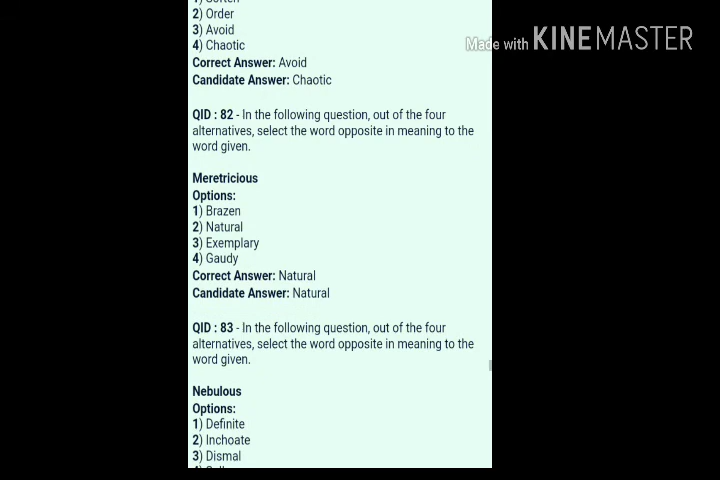 2) Order
3) Avoid
4) Chaotic
Correct Answer: Avoid
Candidate Answer: Chaotic
QID : 82 - In the following question, out of the four
alternatives, select the word opposite in meaning to the
word given.
Meretricious
Options:
1) Brazen
2) Natural
3) Exemplary
4) Gaudy
Correct Answer: Natural
Candidate Answer: Natural
QID : 83 - In the following question, out of the four
alternatives, select the word opposite in meaning to the
word given.
Nebulous
Options:
1) Definite
2) Inchoate
3) Dismal
Made with KINEMASTER